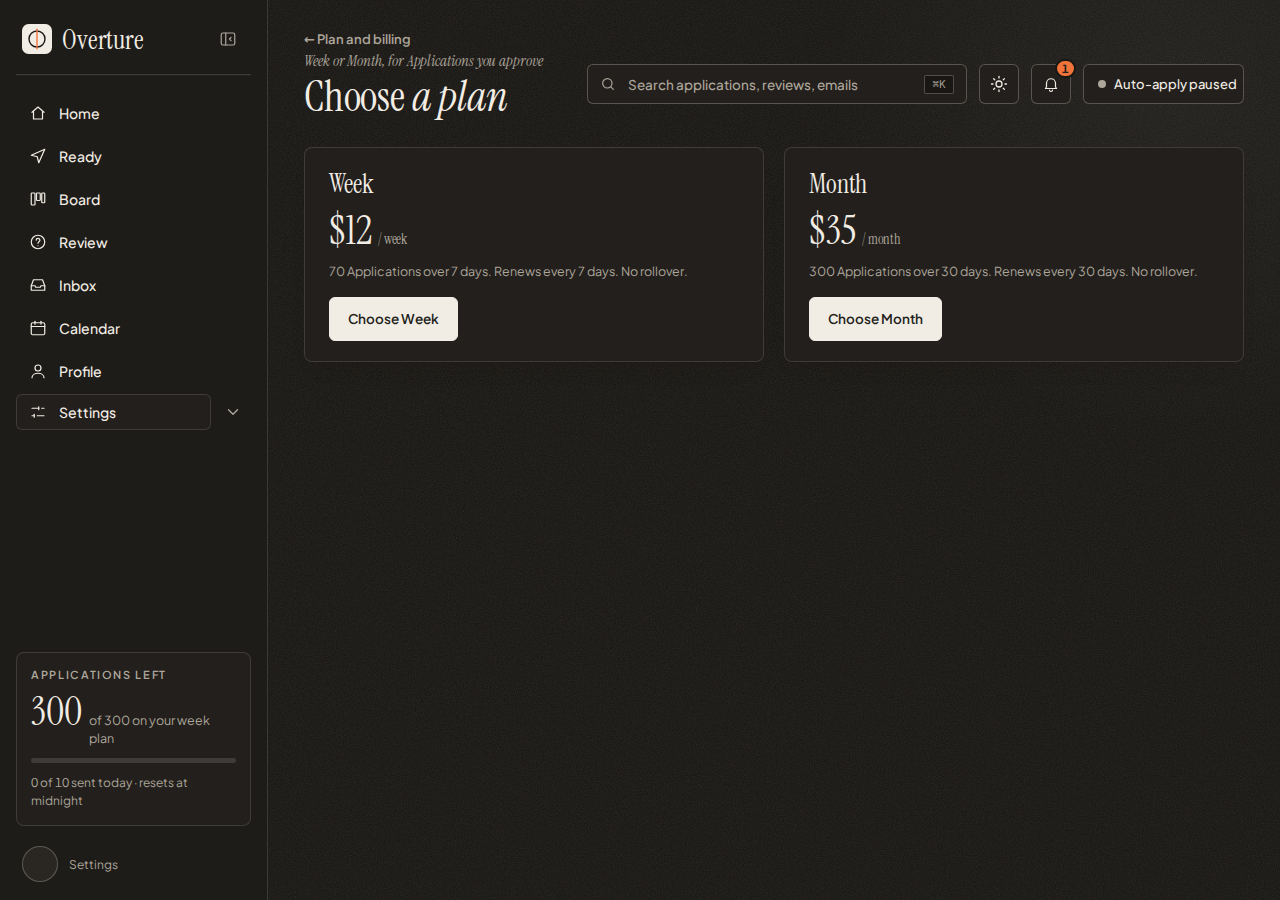 Overture
Home
Ready
Board
Review
Inbox
Calendar
Profile
Settings
APPLICATIONS LEFT
300 of 300 on your week
plan
0 of 10 sent today · resets at
midnight
Settings
← Plan and billing
Week or Month, for Applications you approve
Choose a plan
Search applications, reviews, emails ⌘K
1
Auto-apply paused
Week
$12 / week
70 Applications over 7 days. Renews every 7 days. No rollover.
Choose Week
Month
$35 / month
300 Applications over 30 days. Renews every 30 days. No rollover.
Choose Month